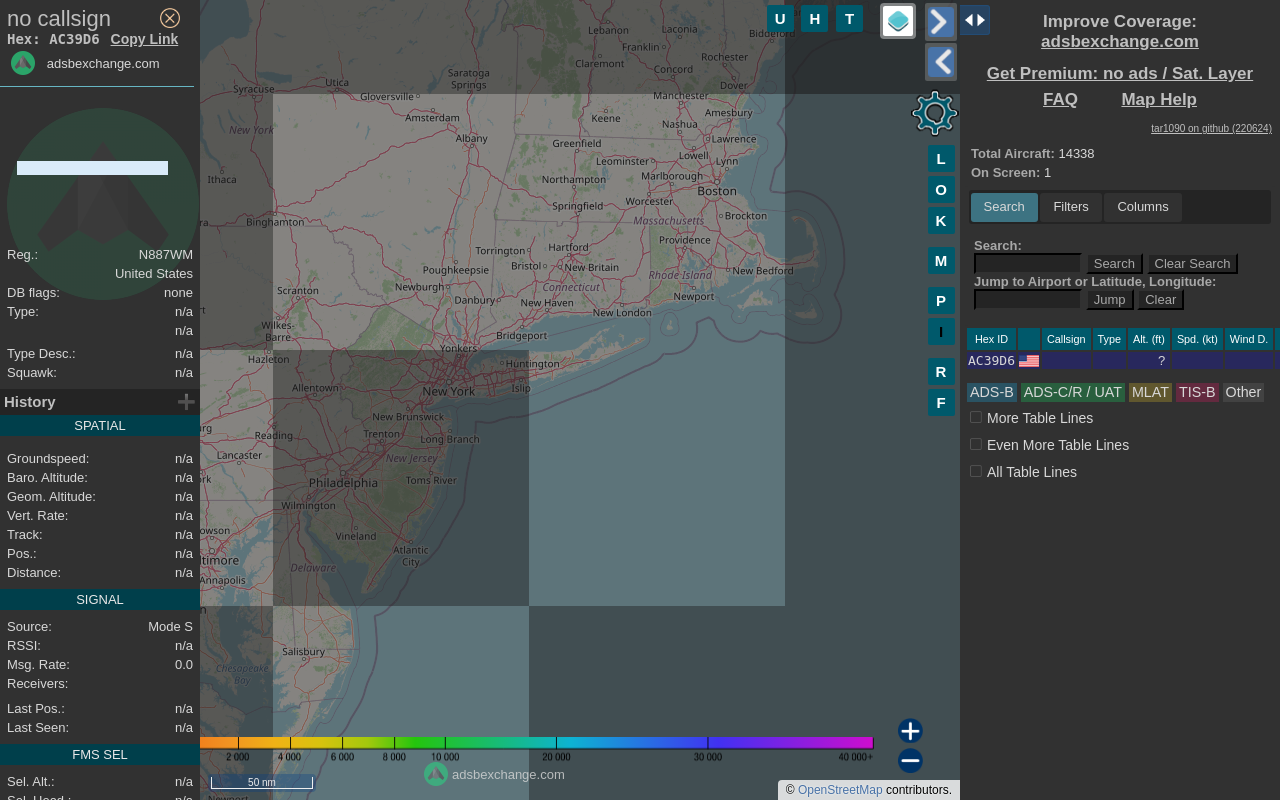 no callsign
Hex: AC39D6 Copy Link
adsbexchange.com
Reg.: N887WM
United States
DB flags: none
Type: n/a
n/a
Type Desc.: n/a
Squawk: n/a
History
SPATIAL
Groundspeed: n/a
Baro. Altitude: n/a
Geom. Altitude: n/a
Vert. Rate: n/a
Track: n/a
Pos.: n/a
Distance: n/a
SIGNAL
Source: Mode S
RSSI: n/a
Msg. Rate: 0.0
Receivers:
Last Pos.: n/a
Last Seen: n/a
FMS SEL
Sel. Alt.: n/a
Sel. Head.: n/a
U H T
L
O
K
M
P
I
R
F
Lebanon
Laconia
Franklin
Biddeford
Claremont
Rochester
Concord
Dover
Utica
Saratoga
Springs
Syracuse
Gloversville
Manchester
Amsterdam
Keene
Amesbury
Nashua
New York
Albany
Lawrence
Greenfield
Lowell
Leominster
Lynn
Ithaca
Northampton
Marlborough
Boston
Springfield
Worcester
Binghamton
Massachusetts
Brockton
Providence
Torrington
Hartford
Bristol
New Britain
Poughkeepsie
Rhode Island
New Bedford
Scranton
Newburgh
Connecticut
Danbury
New Haven
Newport
New London
Wilkes-
Barre
Bridgeport
Yonkers
Hazleton
Huntington
Allentown
New York
Islip
New Brunswick
Reading
Trenton
Long Branch
Lancaster
New Jersey
Philadelphia
Toms River
Wilmington
Vineland
Atlantic
City
Delaware
Annapolis
Salisbury
Chesapeake
Bay
Newport
2 000 4 000 6 000 8 000 10 000 20 000 30 000 40 000+
50 nm
adsbexchange.com
© OpenStreetMap contributors.
Improve Coverage:
adsbexchange.com
Get Premium: no ads / Sat. Layer
FAQ Map Help
tar1090 on github (220624)
Total Aircraft: 14338
On Screen: 1
Search Filters Columns
Search:
Search Clear Search
Jump to Airport or Latitude, Longitude:
Jump Clear
Hex ID Callsign Type Alt. (ft) Spd. (kt) Wind D.
AC39D6 ?
ADS-B ADS-C/R / UAT MLAT TIS-B Other
More Table Lines
Even More Table Lines
All Table Lines